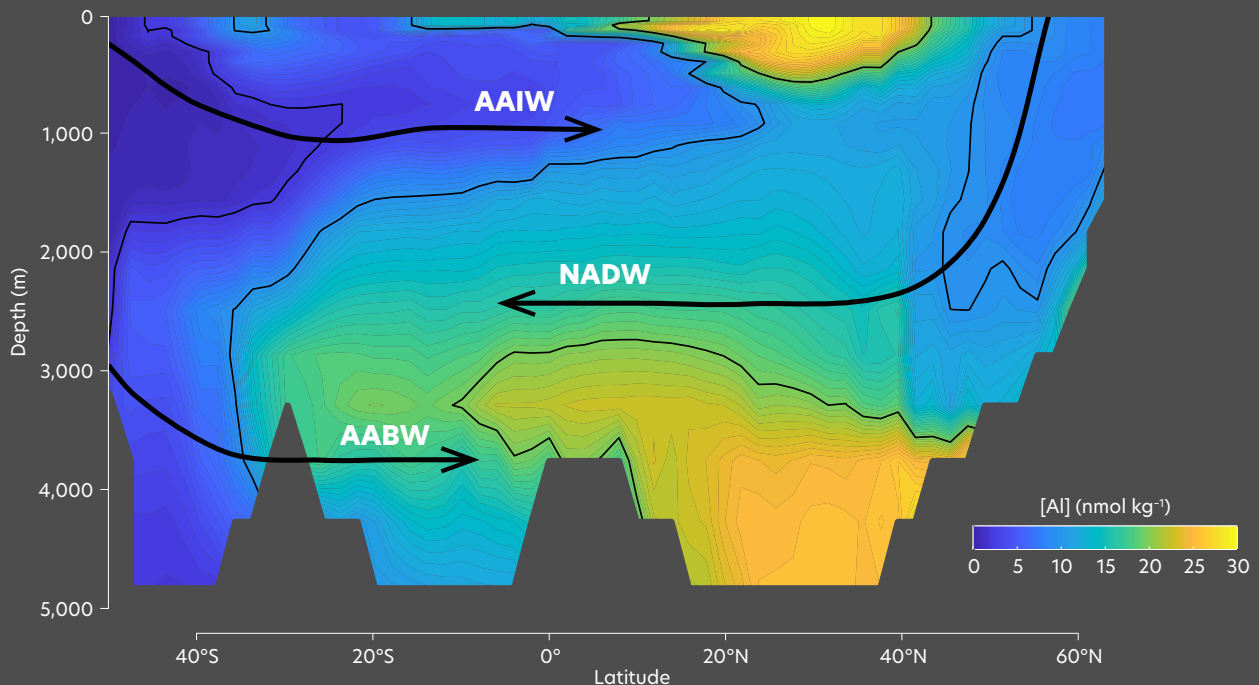 0
1,000
2,000
3,000
4,000
5,000
Depth (m)
AAIW
NADW
AABW
[Al] (nmol kg⁻¹)
0 5 10 15 20 25 30
40°S 20°S 0° 20°N 40°N 60°N
Latitude